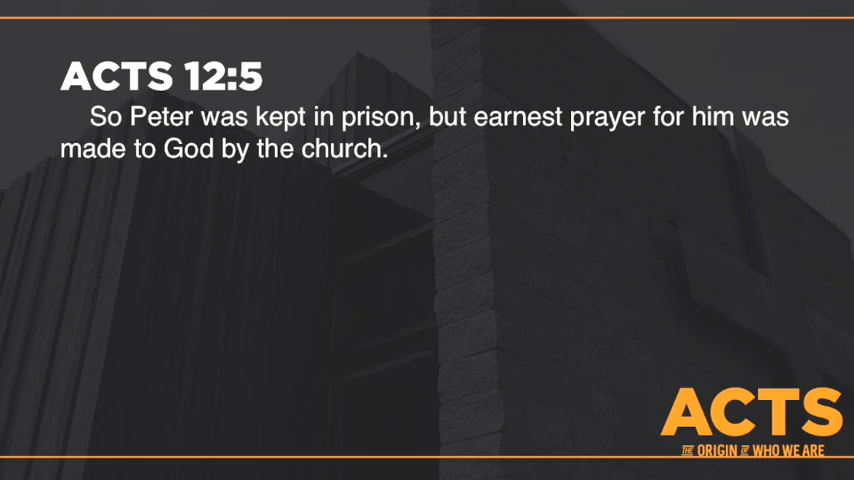 ACTS 12:5
So Peter was kept in prison, but earnest prayer for him was
made to God by the church.
ACTS
THE ORIGIN OF WHO WE ARE